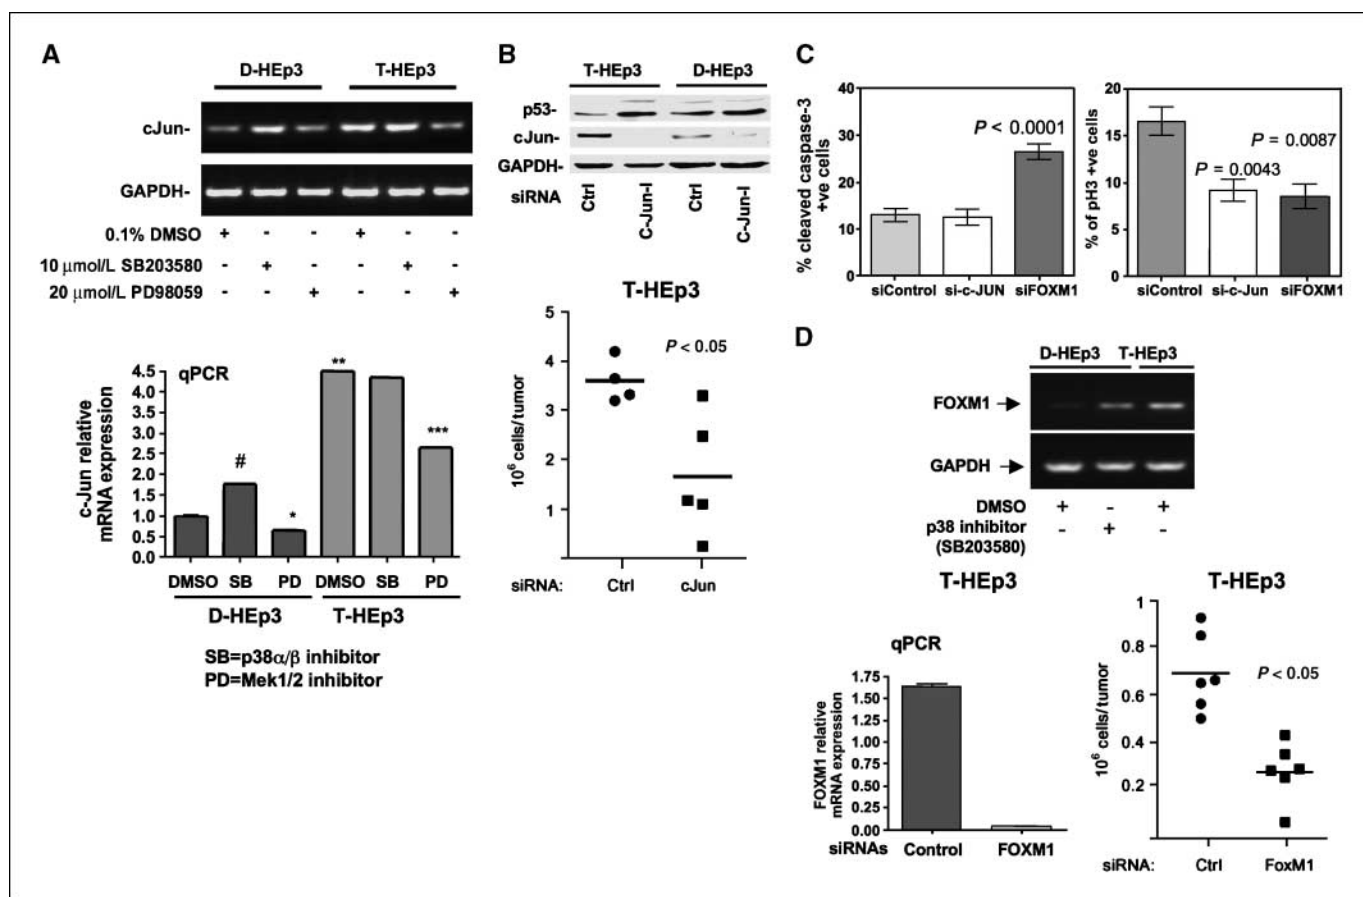 A
D-HEp3 T-HEp3
cJun-
GAPDH-
0.1% DMSO + - - + - -
10 μmol/L SB203580 - + - - + -
20 μmol/L PD98059 - - + - - +
qPCR
c-Jun relative
mRNA expression
4.5
4.0
3.5
3.0
2.5
2.0
1.5
1.0
0.5
0.0
# * ** ***
DMSO SB PD DMSO SB PD
D-HEp3 T-HEp3
SB=p38α/β inhibitor
PD=Mek1/2 inhibitor
B
T-HEp3 D-HEp3
p53-
cJun-
GAPDH-
siRNA Ctrl C-Jun-I Ctrl C-Jun-I
T-HEp3
10⁶ cells/tumor
5
4
3
2
1
P < 0.05
siRNA: Ctrl cJun
C
% cleaved caspase-3
+ve cells
40
30
20
10
0
P < 0.0001
siControl si-c-JUN siFOXM1
% of pH3 +ve cells
20
15
10
5
0
P = 0.0087
P = 0.0043
siControl si-c-Jun siFOXM1
D
D-HEp3 T-HEp3
FOXM1
GAPDH
DMSO + - +
p38 inhibitor - + -
(SB203580)
T-HEp3
qPCR
FOXM1 relative
mRNA expression
1.75
1.50
1.25
1.00
0.75
0.50
0.25
0.00
siRNAs Control FOXM1
T-HEp3
10⁶ cells/tumor
1
0.8
0.6
0.4
0.2
P < 0.05
siRNA: Ctrl FoxM1